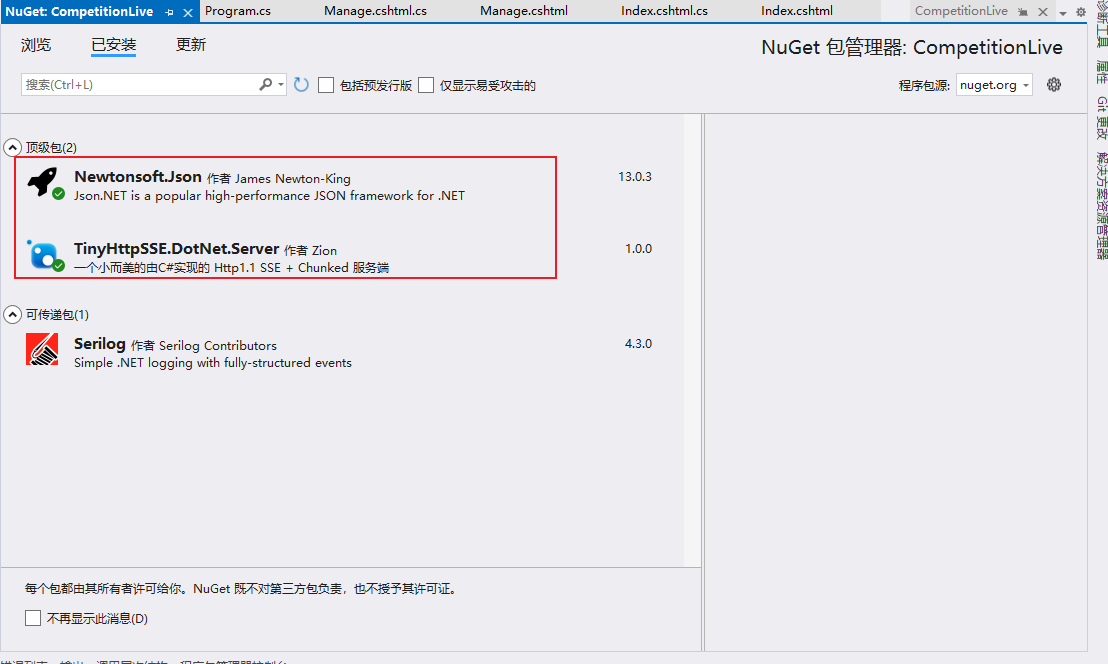 NuGet: CompetitionLive
Program.cs
Manage.cshtml.cs
Manage.cshtml
Index.cshtml.cs
Index.cshtml
CompetitionLive
浏览
已安装
更新
NuGet 包管理器: CompetitionLive
搜索(Ctrl+L)
包括预发行版
仅显示易受攻击的
程序包源:
nuget.org
顶级包(2)
Newtonsoft.Json 作者 James Newton-King
13.0.3
Json.NET is a popular high-performance JSON framework for .NET
TinyHttpSSE.DotNet.Server 作者 Zion
1.0.0
一个小而美的由C#实现的 Http1.1 SSE + Chunked 服务端
可传递包(1)
Serilog 作者 Serilog Contributors
4.3.0
Simple .NET logging with fully-structured events
每个包都由其所有者许可给你。NuGet 既不对第三方包负责，也不授予其许可证。
不再显示此消息(D)
诊断工具
属性
Git 更改
解决方案资源管理器